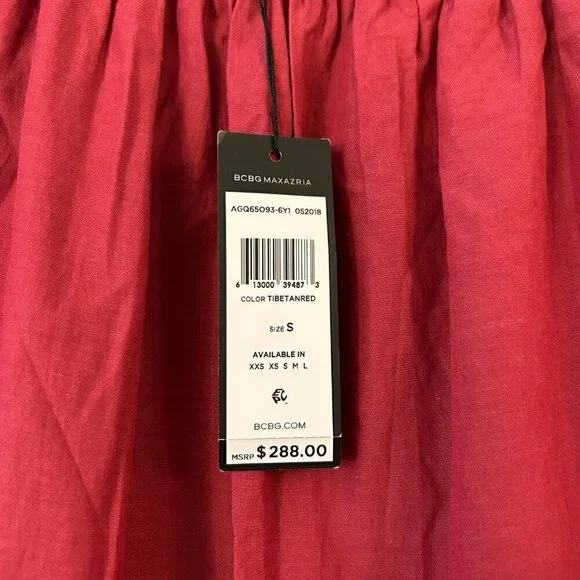 BCBGMAXAZRIA
AGQ65O93-6Y1 052018
6 13000 39487 3
COLOR TIBETANRED
SIZE S
AVAILABLE IN
XXS XS S M L
BCBG.COM
MSRP $288.00